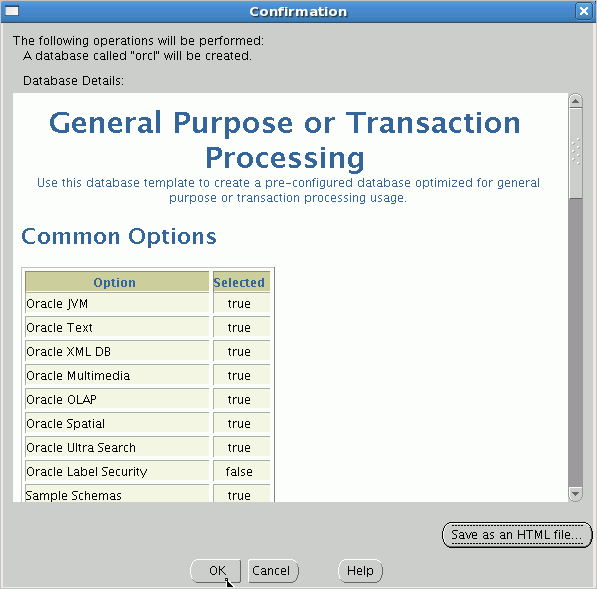 Confirmation
The following operations will be performed:
A database called "orcl" will be created.
Database Details:
General Purpose or Transaction
Processing
Use this database template to create a pre-configured database optimized for general
purpose or transaction processing usage.
Common Options
Option Selected
Oracle JVM true
Oracle Text true
Oracle XML DB true
Oracle Multimedia true
Oracle OLAP true
Oracle Spatial true
Oracle Ultra Search true
Oracle Label Security false
Sample Schemas true
Save as an HTML file...
OK Cancel Help